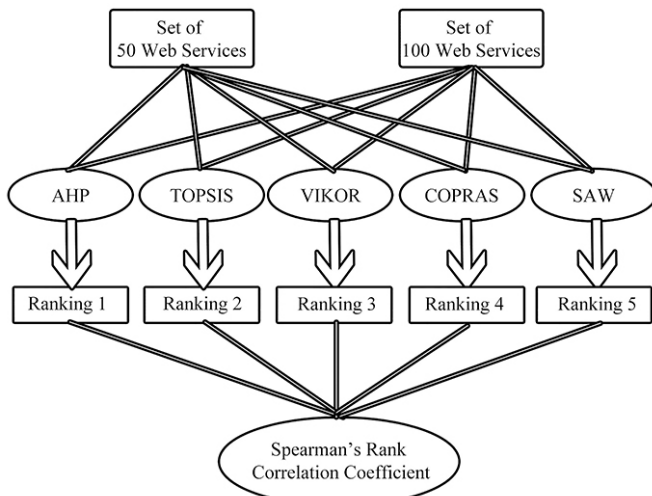 Set of
50 Web Services
Set of
100 Web Services
AHP
TOPSIS
VIKOR
COPRAS
SAW
Ranking 1
Ranking 2
Ranking 3
Ranking 4
Ranking 5
Spearman's Rank
Correlation Coefficient